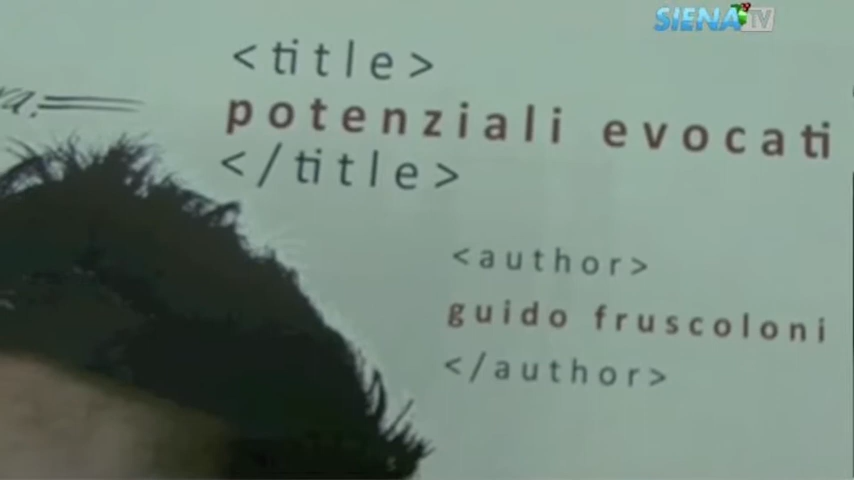 SIENA TV
<title>
potenziali evocati
</title>
<author>
guido fruscoloni
</author>